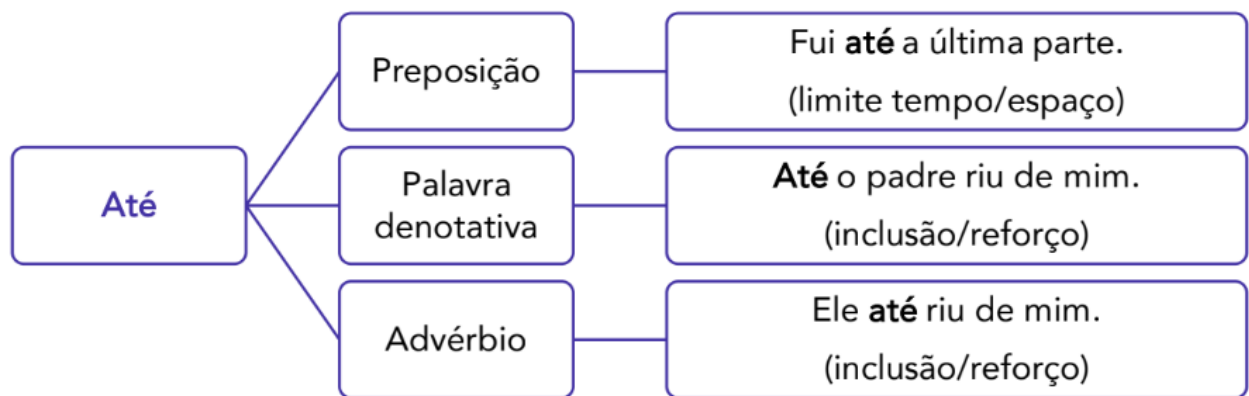 Até
Preposição
Fui até a última parte.
(limite tempo/espaço)
Palavra
denotativa
Até o padre riu de mim.
(inclusão/reforço)
Advérbio
Ele até riu de mim.
(inclusão/reforço)